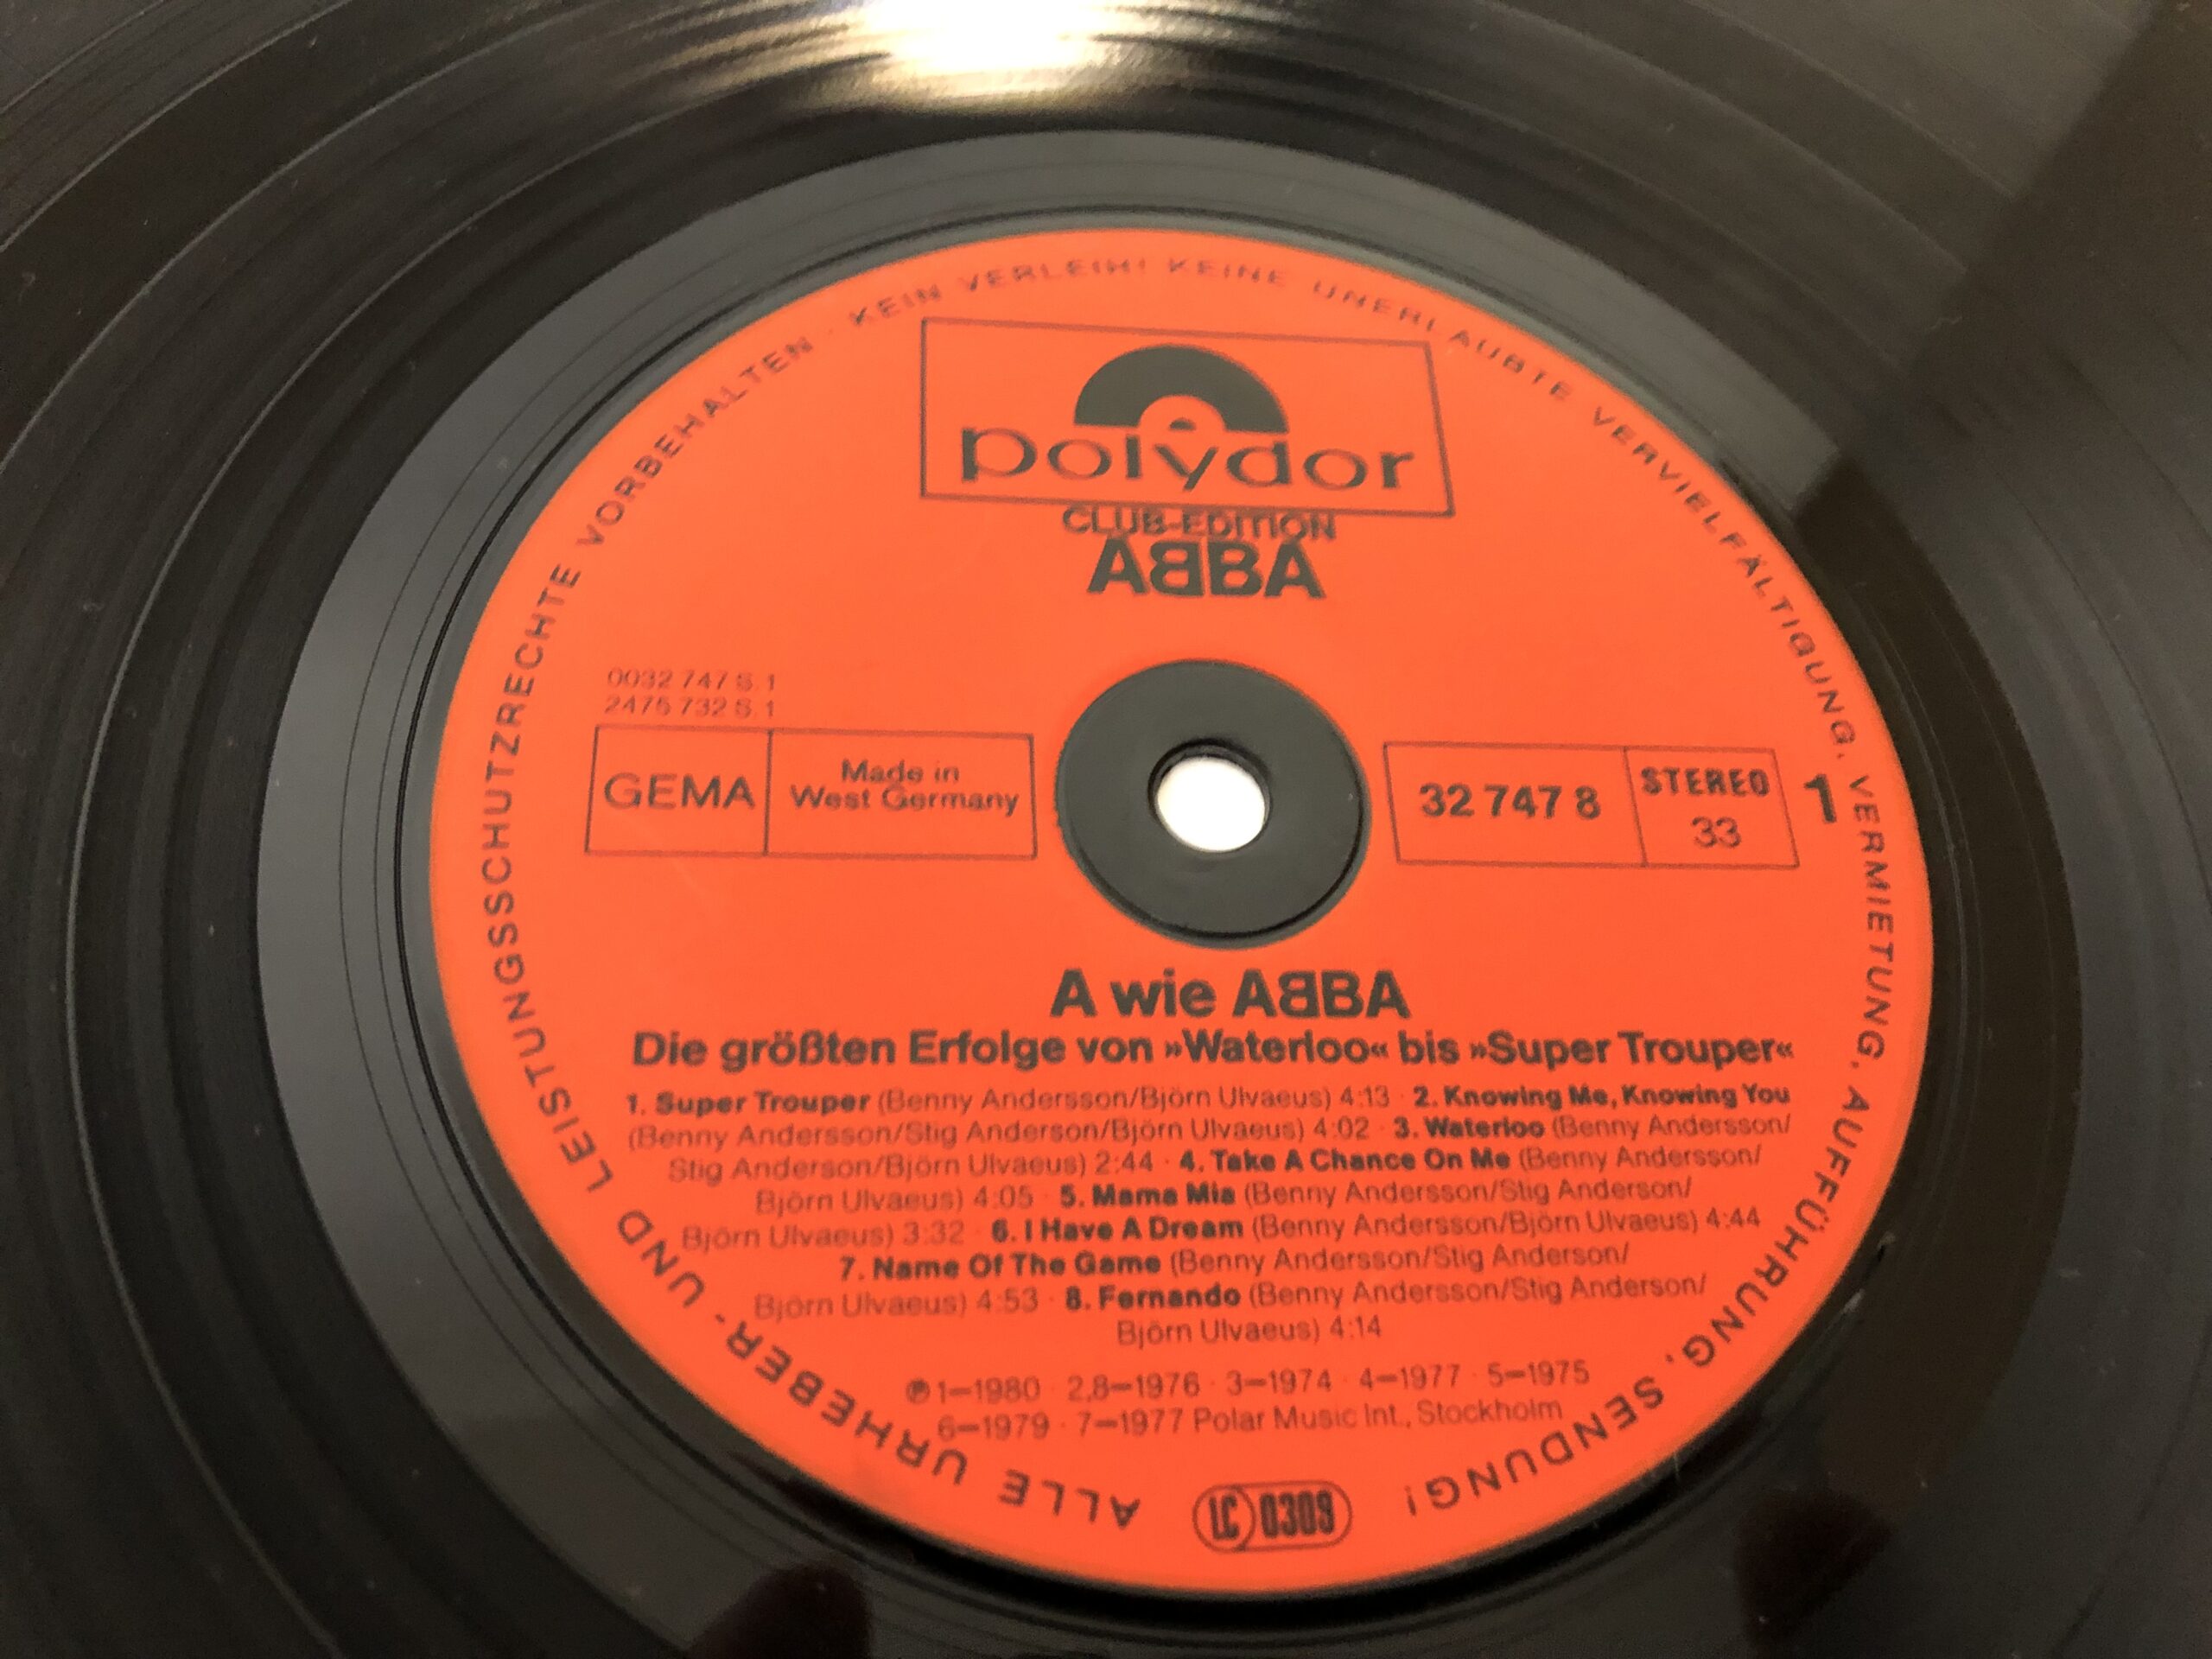 ALLE URHEBER- UND LEISTUNGSSCHUTZRECHTE VORBEHALTEN · KEIN VERLEIH! KEINE UNERLAUBTE VERVIELFÄLTIGUNG, VERMIETUNG, AUFFÜHRUNG, SENDUNG!
polydor
CLUB-EDITION
ABBA
0032 747 S 1
2475 732 S 1
GEMA
Made in
West Germany
32 747 8
STEREO
33
1
A wie ABBA
Die größten Erfolge von »Waterloo« bis »Super Trouper«
1. Super Trouper (Benny Andersson/Björn Ulvaeus) 4:13 · 2. Knowing Me, Knowing You
(Benny Andersson/Stig Anderson/Björn Ulvaeus) 4:02 · 3. Waterloo (Benny Andersson/
Stig Anderson/Björn Ulvaeus) 2:44 · 4. Take A Chance On Me (Benny Andersson/
Björn Ulvaeus) 4:05 · 5. Mama Mia (Benny Andersson/Stig Anderson/
Björn Ulvaeus) 3:32 · 6. I Have A Dream (Benny Andersson/Björn Ulvaeus) 4:44
7. Name Of The Game (Benny Andersson/Stig Anderson/
Björn Ulvaeus) 4:53 · 8. Fernando (Benny Andersson/Stig Anderson/
Björn Ulvaeus) 4:14
℗ 1–1980 · 2,8–1976 · 3–1974 · 4–1977 · 5–1975
6–1979 · 7–1977 Polar Music Int., Stockholm
LC 0309